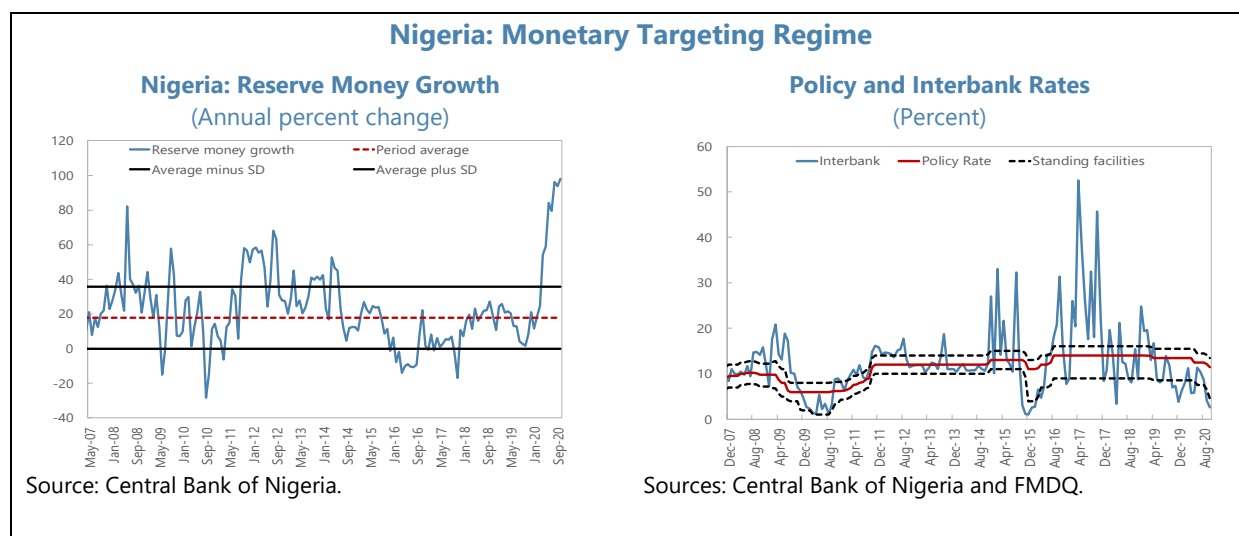 Nigeria: Monetary Targeting Regime
Nigeria: Reserve Money Growth
(Annual percent change)
120
100
80
60
40
20
0
-20
-40
Reserve money growth
Period average
Average minus SD
Average plus SD
May-07
Jan-08
Sep-08
May-09
Jan-10
Sep-10
May-11
Jan-12
Sep-12
May-13
Jan-14
Sep-14
May-15
Jan-16
Sep-16
May-17
Jan-18
Sep-18
May-19
Jan-20
Sep-20
Source: Central Bank of Nigeria.
Policy and Interbank Rates
(Percent)
60
50
40
30
20
10
0
Interbank
Policy Rate
Standing facilities
Dec-07
Aug-08
Apr-09
Dec-09
Aug-10
Apr-11
Dec-11
Aug-12
Apr-13
Dec-13
Aug-14
Apr-15
Dec-15
Aug-16
Apr-17
Dec-17
Aug-18
Apr-19
Dec-19
Aug-20
Sources: Central Bank of Nigeria and FMDQ.